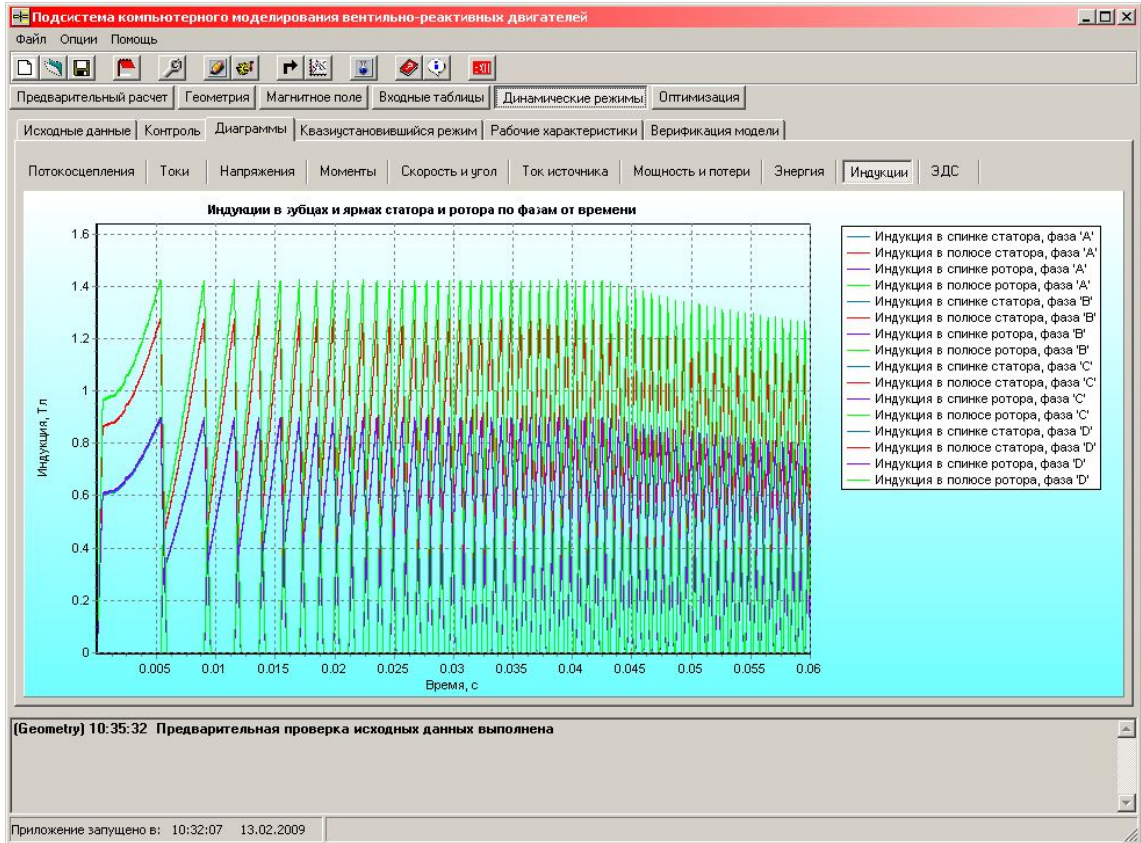 Подсистема компьютерного моделирования вентильно-реактивных двигателей
Файл Опции Помощь
EXIT
Предварительный расчет Геометрия Магнитное поле Входные таблицы Динамические режимы Оптимизация
Исходные данные Контроль Диаграммы Квазиустановившийся режим Рабочие характеристики Верификация модели
Потокосцепления Токи Напряжения Моменты Скорость и угол Ток источника Мощность и потери Энергия Индукции ЭДС
Индукции в зубцах и ярмах статора и ротора по фазам от времени
1.6
1.4
1.2
1
0.8
0.6
0.4
0.2
0
Индукция, Тл
0.005 0.01 0.015 0.02 0.025 0.03 0.035 0.04 0.045 0.05 0.055 0.06
Время, с
Индукция в спинке статора, фаза 'A'
Индукция в полюсе статора, фаза 'A'
Индукция в спинке ротора, фаза 'A'
Индукция в полюсе ротора, фаза 'A'
Индукция в спинке статора, фаза 'B'
Индукция в полюсе статора, фаза 'B'
Индукция в спинке ротора, фаза 'B'
Индукция в полюсе ротора, фаза 'B'
Индукция в спинке статора, фаза 'C'
Индукция в полюсе статора, фаза 'C'
Индукция в спинке ротора, фаза 'C'
Индукция в полюсе ротора, фаза 'C'
Индукция в спинке статора, фаза 'D'
Индукция в полюсе статора, фаза 'D'
Индукция в спинке ротора, фаза 'D'
Индукция в полюсе ротора, фаза 'D'
(Geometry) 10:35:32 Предварительная проверка исходных данных выполнена
Приложение запущено в: 10:32:07 13.02.2009